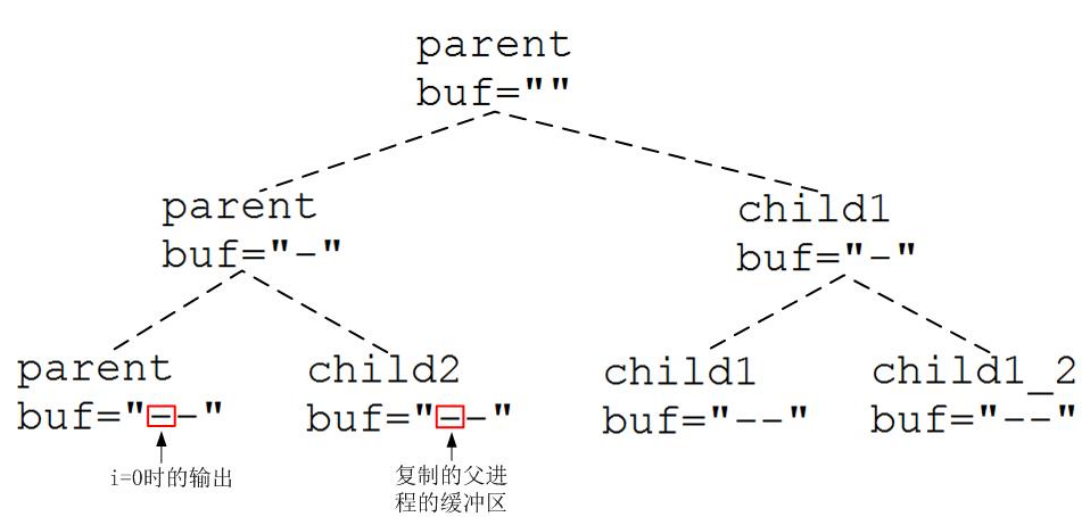 parent
buf=""
parent
buf="-"
child1
buf="-"
parent
buf="--"
child2
buf="--"
child1
buf="--"
child1_2
buf="--"
i=0时的输出
复制的父进
程的缓冲区